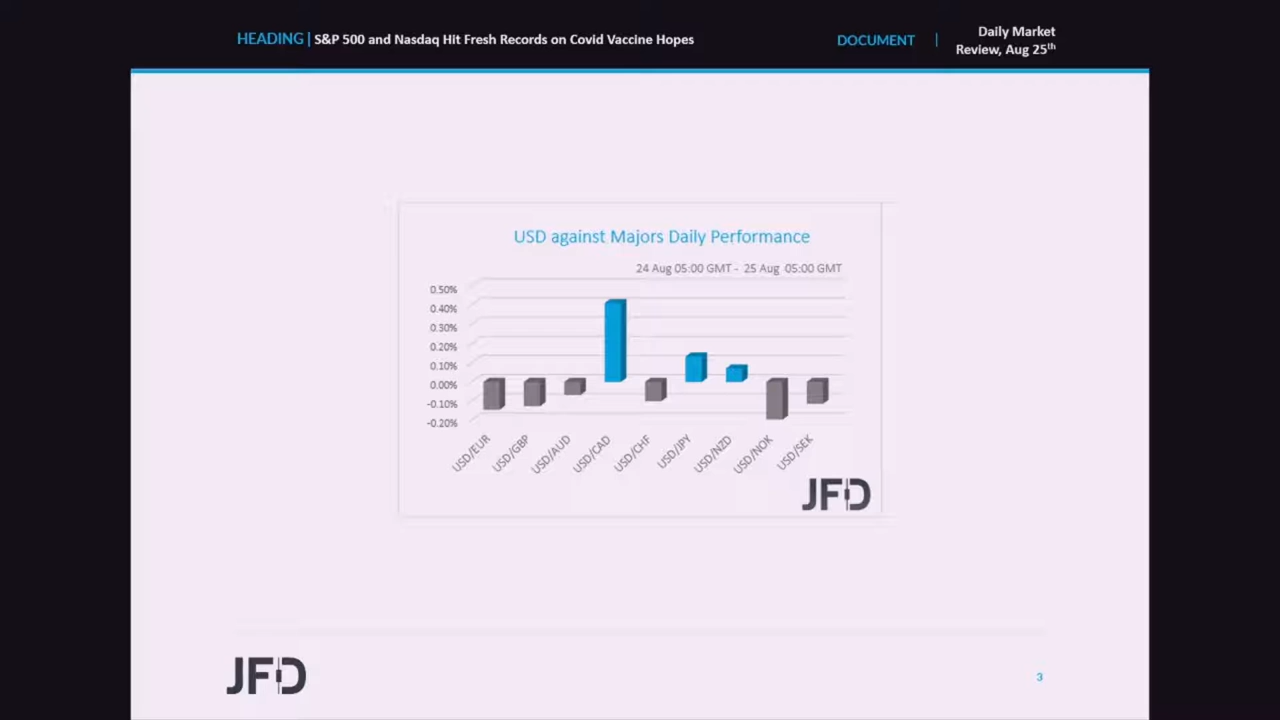 HEADING | S&P 500 and Nasdaq Hit Fresh Records on Covid Vaccine Hopes
DOCUMENT |
Daily Market
Review, Aug 25th
USD against Majors Daily Performance
24 Aug 05:00 GMT - 25 Aug 05:00 GMT
0.50%
0.40%
0.30%
0.20%
0.10%
0.00%
-0.10%
-0.20%
USD/EUR
USD/GBP
USD/AUD
USD/CAD
USD/CHF
USD/JPY
USD/NZD
USD/NOK
USD/SEK
JFD
JFD
3